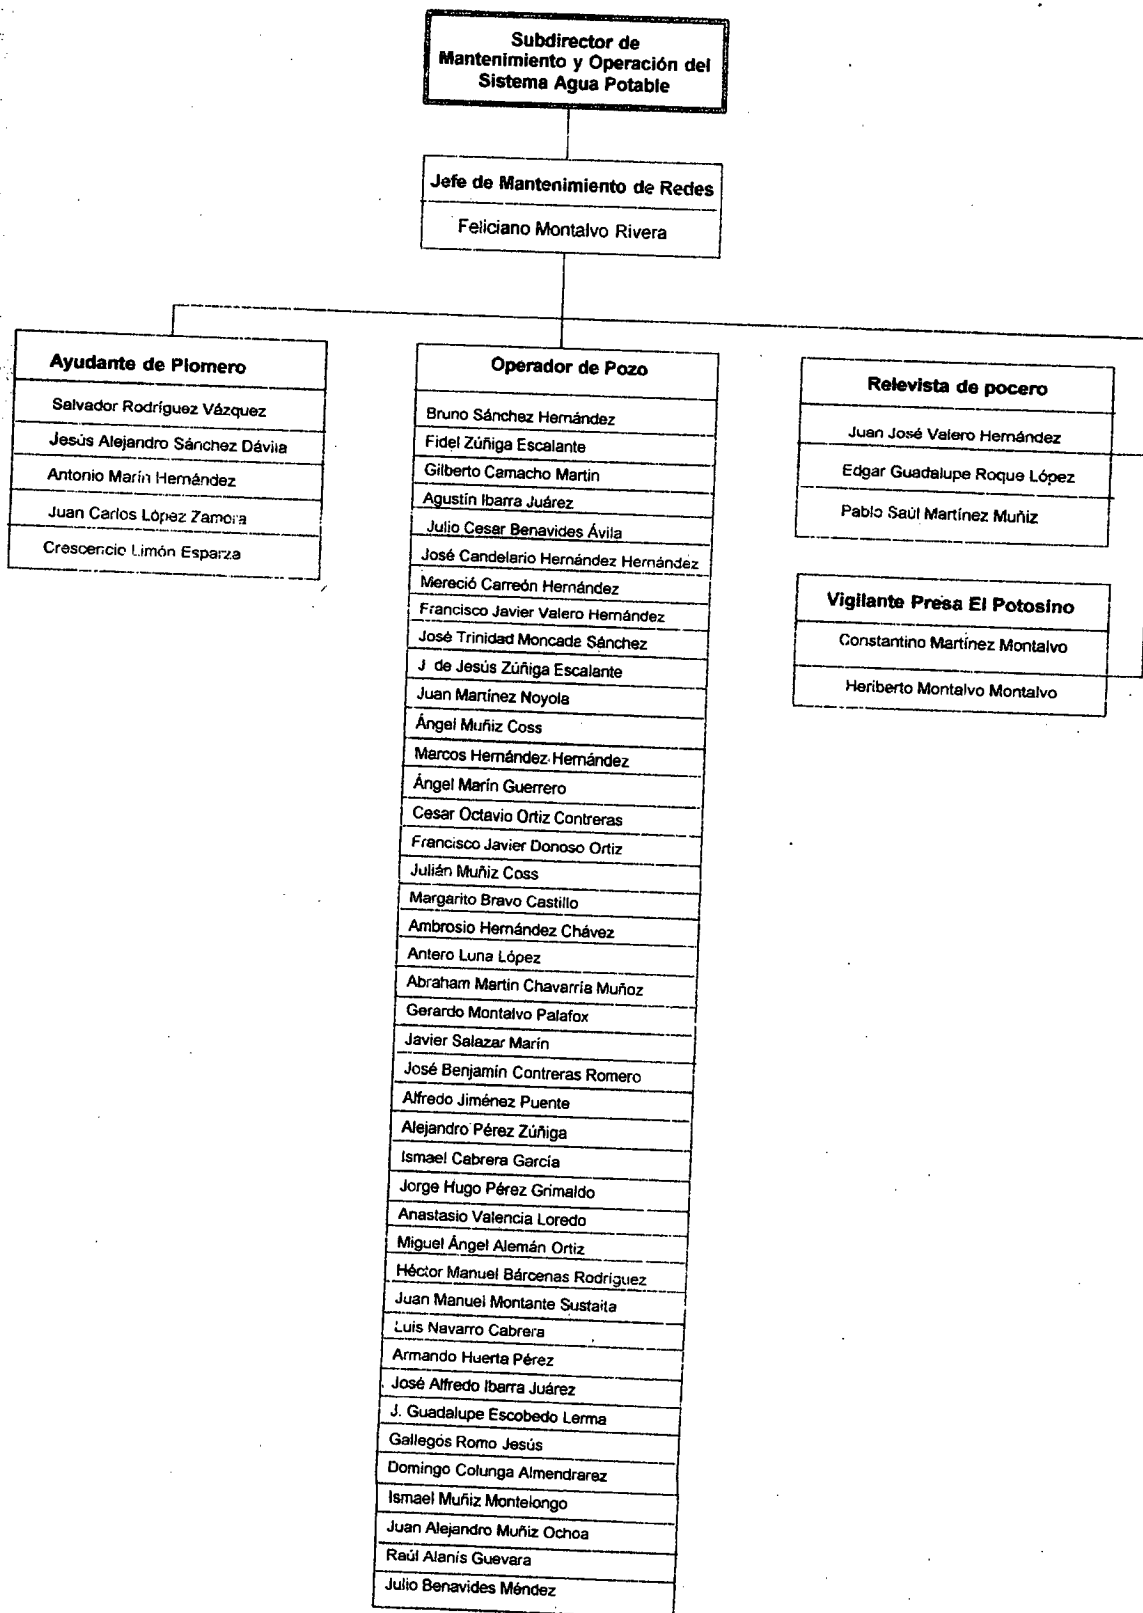 Subdirector de
Mantenimiento y Operación del
Sistema Agua Potable
Jefe de Mantenimiento de Redes
Feliciano Montalvo Rivera
Ayudante de Plomero
Salvador Rodríguez Vázquez
Jesús Alejandro Sánchez Dávila
Antonio Marín Hernández
Juan Carlos López Zamora
Crescencio Limón Esparza
Operador de Pozo
Bruno Sánchez Hernández
Fidel Zúñiga Escalante
Gilberto Camacho Martin
Agustín Ibarra Juárez
Julio Cesar Benavides Ávila
José Candelario Hernández Hernández
Mereció Carreón Hernández
Francisco Javier Valero Hernández
José Trinidad Moncada Sánchez
J de Jesús Zúñiga Escalante
Juan Martínez Noyola
Ángel Muñiz Coss
Marcos Hernández Hernández
Ángel Marín Guerrero
Cesar Octavio Ortiz Contreras
Francisco Javier Donoso Ortiz
Julián Muñiz Coss
Margarito Bravo Castillo
Ambrosio Hernández Chávez
Antero Luna López
Abraham Martin Chavarría Muñoz
Gerardo Montalvo Palafox
Javier Salazar Marín
José Benjamín Contreras Romero
Alfredo Jiménez Puente
Alejandro Pérez Zúñiga
Ismael Cabrera García
Jorge Hugo Pérez Grimaldo
Anastasio Valencia Loredo
Miguel Ángel Alemán Ortiz
Héctor Manuel Bárcenas Rodríguez
Juan Manuel Montante Sustaita
Luis Navarro Cabrera
Armando Huerta Pérez
José Alfredo Ibarra Juárez
J. Guadalupe Escobedo Lerma
Gallegos Romo Jesús
Domingo Colunga Almendrarez
Ismael Muñiz Montelongo
Juan Alejandro Muñiz Ochoa
Raúl Alanís Guevara
Julio Benavides Méndez
Relevista de pocero
Juan José Valero Hernández
Edgar Guadalupe Roque López
Pablo Saúl Martínez Muñiz
Vigilante Presa El Potosino
Constantino Martínez Montalvo
Heriberto Montalvo Montalvo